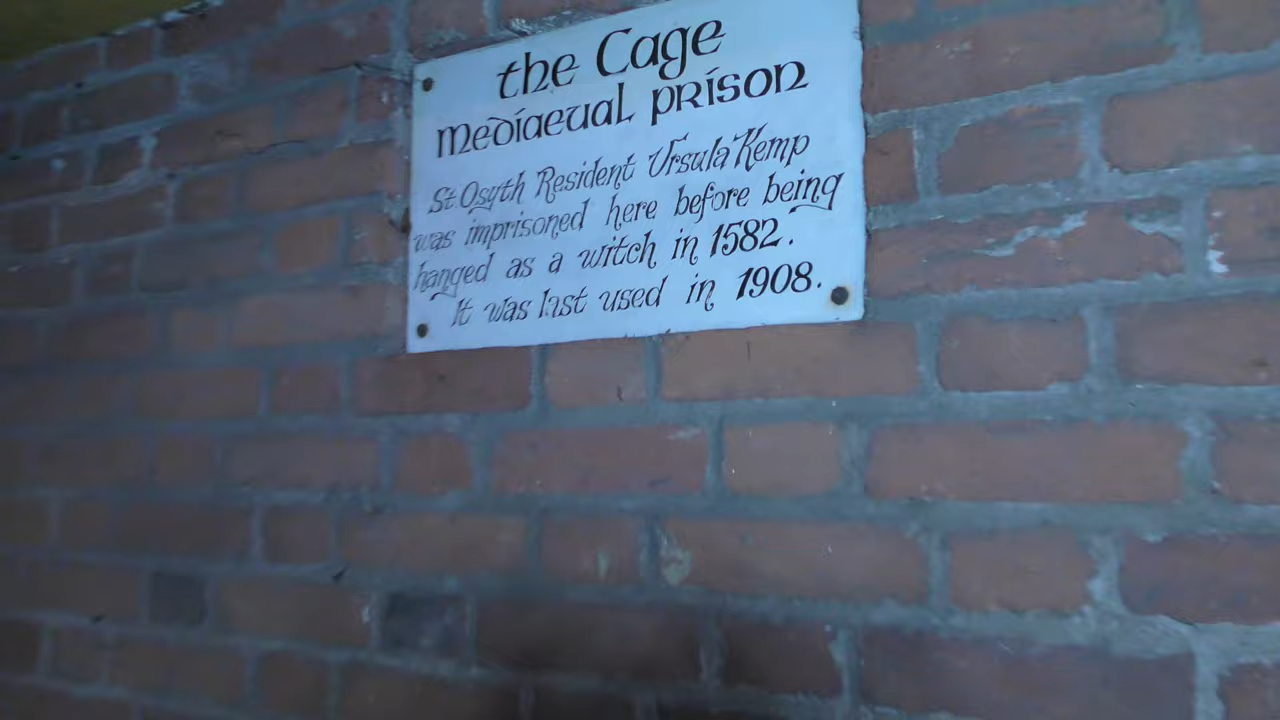 the Cage
mediaeval prison
St. Osyth Resident Ursula Kemp
was imprisoned here before being
hanged as a witch in 1582.
It was last used in 1908.